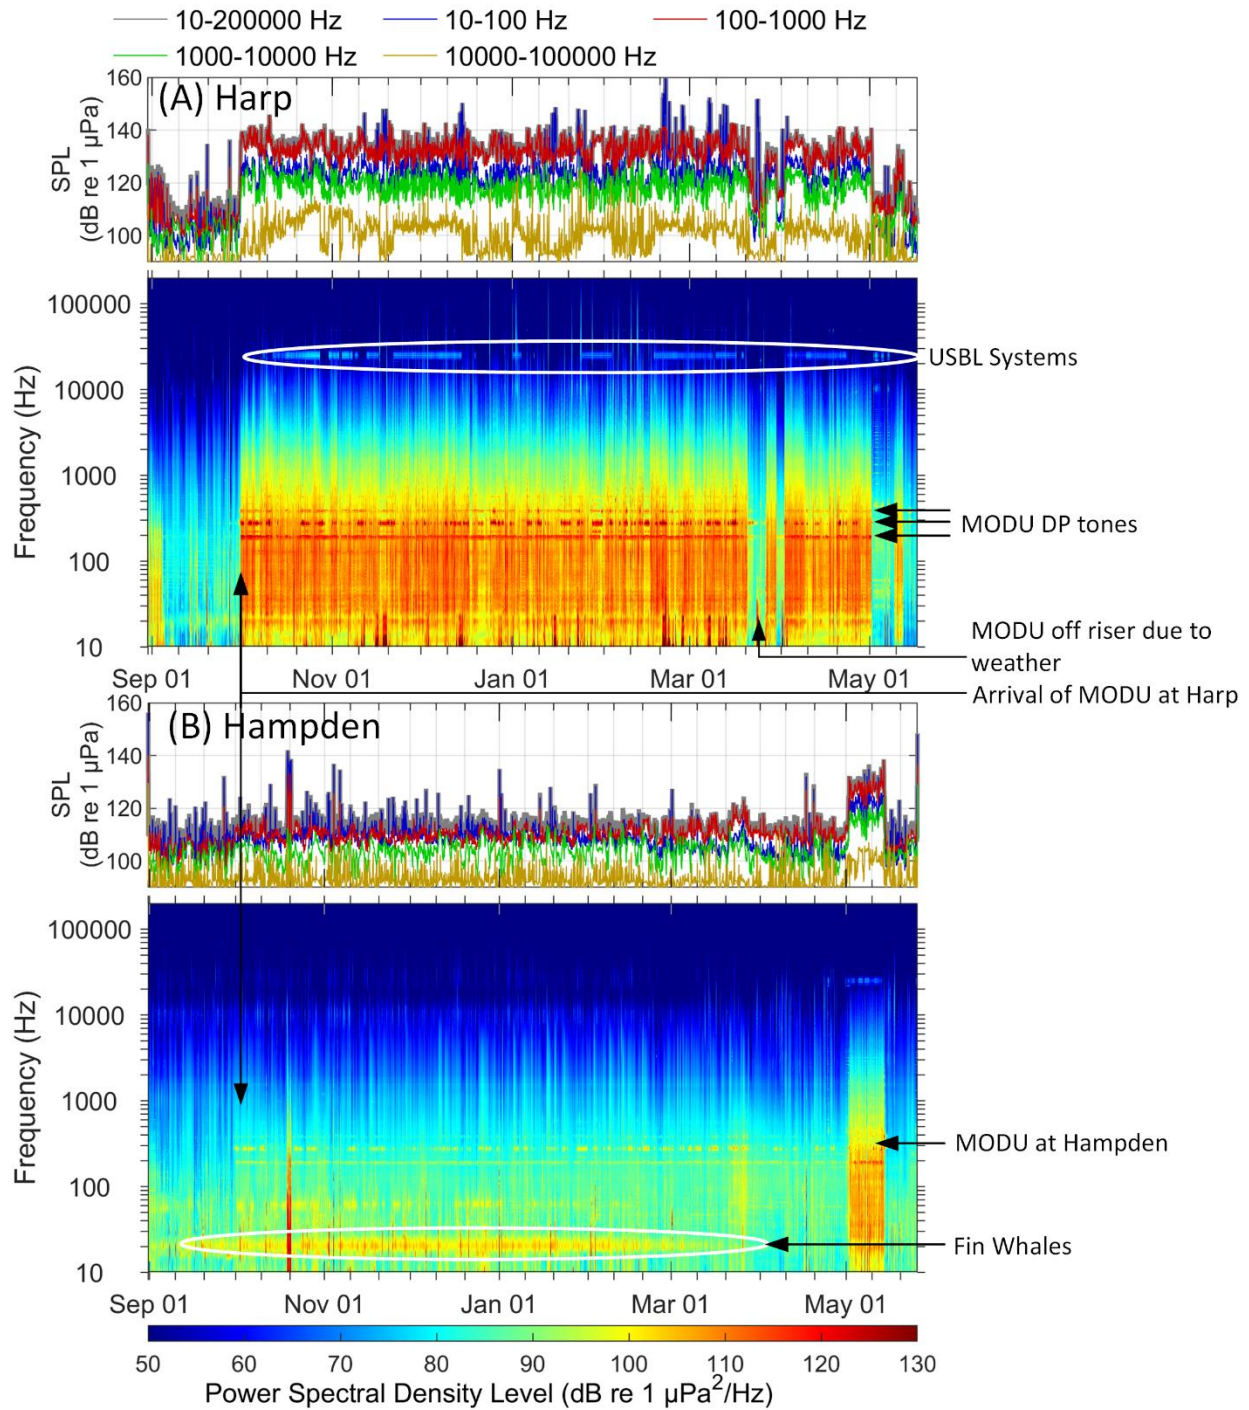 10-200000 Hz 10-100 Hz 100-1000 Hz
1000-10000 Hz 10000-100000 Hz
(A) Harp
SPL
(dB re 1 µPa)
160
140
120
100
Frequency (Hz)
100000
10000
1000
100
10
USBL Systems
MODU DP tones
MODU off riser due to
weather
Sep 01 Nov 01 Jan 01 Mar 01 May 01
Arrival of MODU at Harp
(B) Hampden
SPL
(dB re 1 µPa)
160
140
120
100
Frequency (Hz)
100000
10000
1000
100
10
MODU at Hampden
Fin Whales
Sep 01 Nov 01 Jan 01 Mar 01 May 01
50 60 70 80 90 100 110 120 130
Power Spectral Density Level (dB re 1 µPa²/Hz)